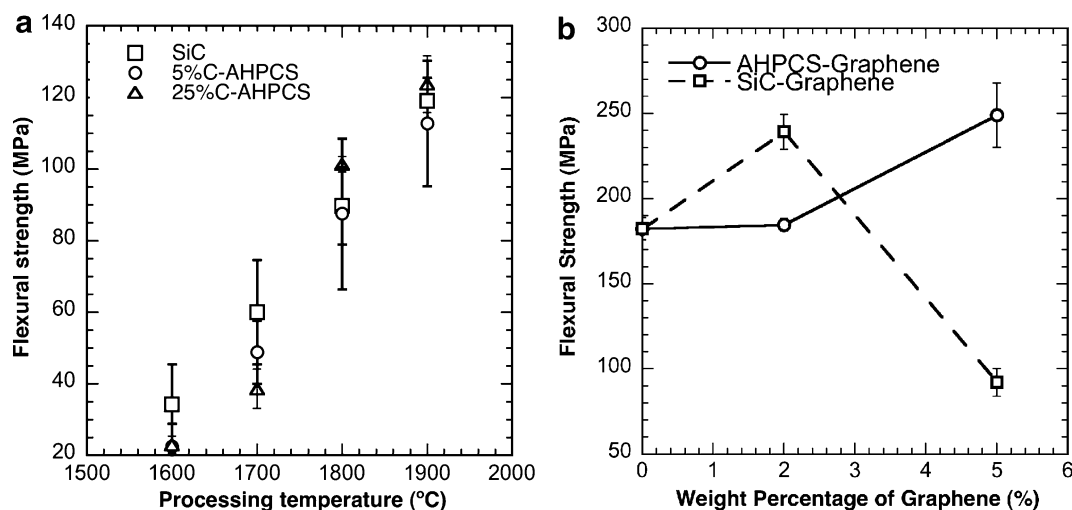 a
140
120
100
80
60
40
20
Flexural strength (MPa)
SiC
5%C-AHPCS
25%C-AHPCS
1500 1600 1700 1800 1900 2000
Processing temperature (°C)
b
300
250
200
150
100
50
Flexural Strength (MPa)
AHPCS-Graphene
SiC-Graphene
0 1 2 3 4 5 6
Weight Percentage of Graphene (%)